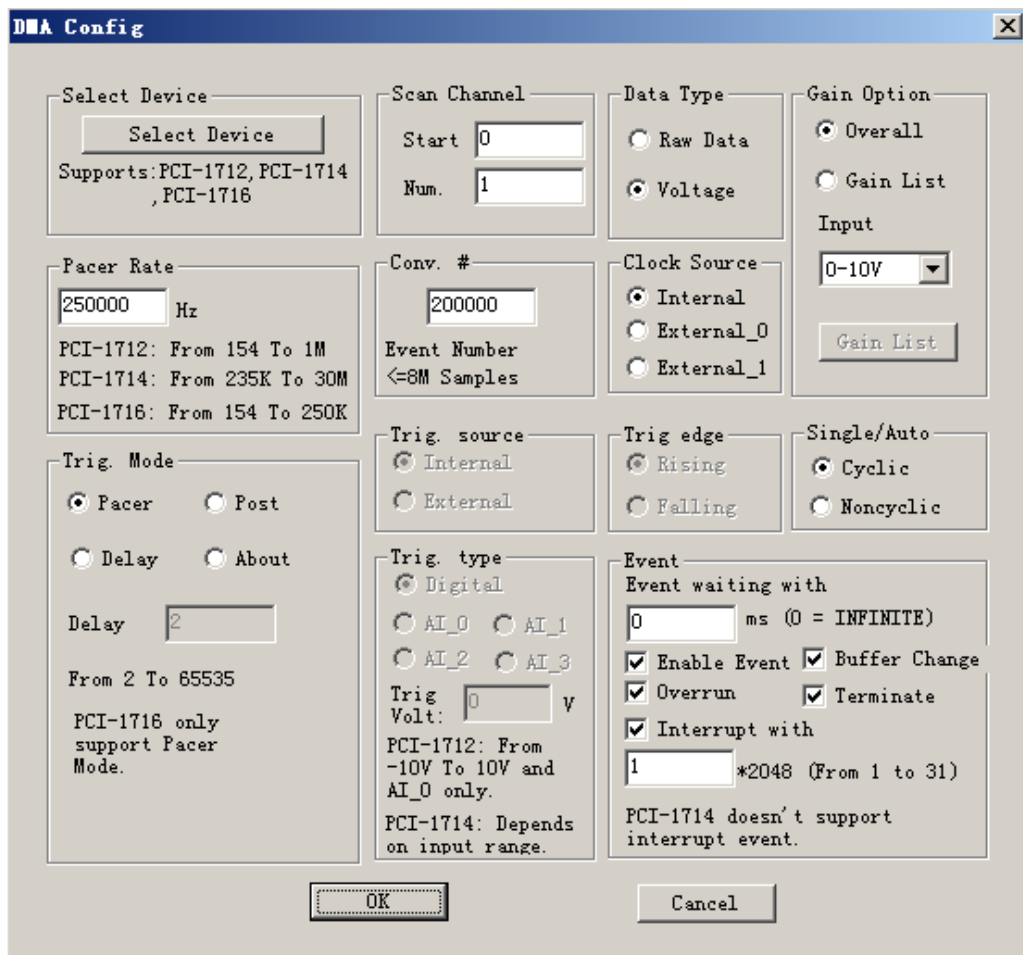 DMA Config
Select Device
Select Device
Supports:PCI-1712, PCI-1714
, PCI-1716
Scan Channel
Start 0
Num. 1
Data Type
Raw Data
Voltage
Gain Option
Overall
Gain List
Input
0-10V
Gain List
Pacer Rate
250000 Hz
PCI-1712: From 154 To 1M
PCI-1714: From 235K To 30M
PCI-1716: From 154 To 250K
Conv. #
200000
Event Number
<=8M Samples
Clock Source
Internal
External_0
External_1
Trig. Mode
Pacer Post
Delay About
Delay 2
From 2 To 65535
PCI-1716 only
support Pacer
Mode.
Trig. source
Internal
External
Trig edge
Rising
Falling
Single/Auto
Cyclic
Noncyclic
Trig. type
Digital
AI_0 AI_1
AI_2 AI_3
Trig
Volt: 0 V
PCI-1712: From
-10V To 10V and
AI_0 only.
PCI-1714: Depends
on input range.
Event
Event waiting with
0 ms (0 = INFINITE)
Enable Event Buffer Change
Overrun Terminate
Interrupt with
1 *2048 (From 1 to 31)
PCI-1714 doesn't support
interrupt event.
OK
Cancel